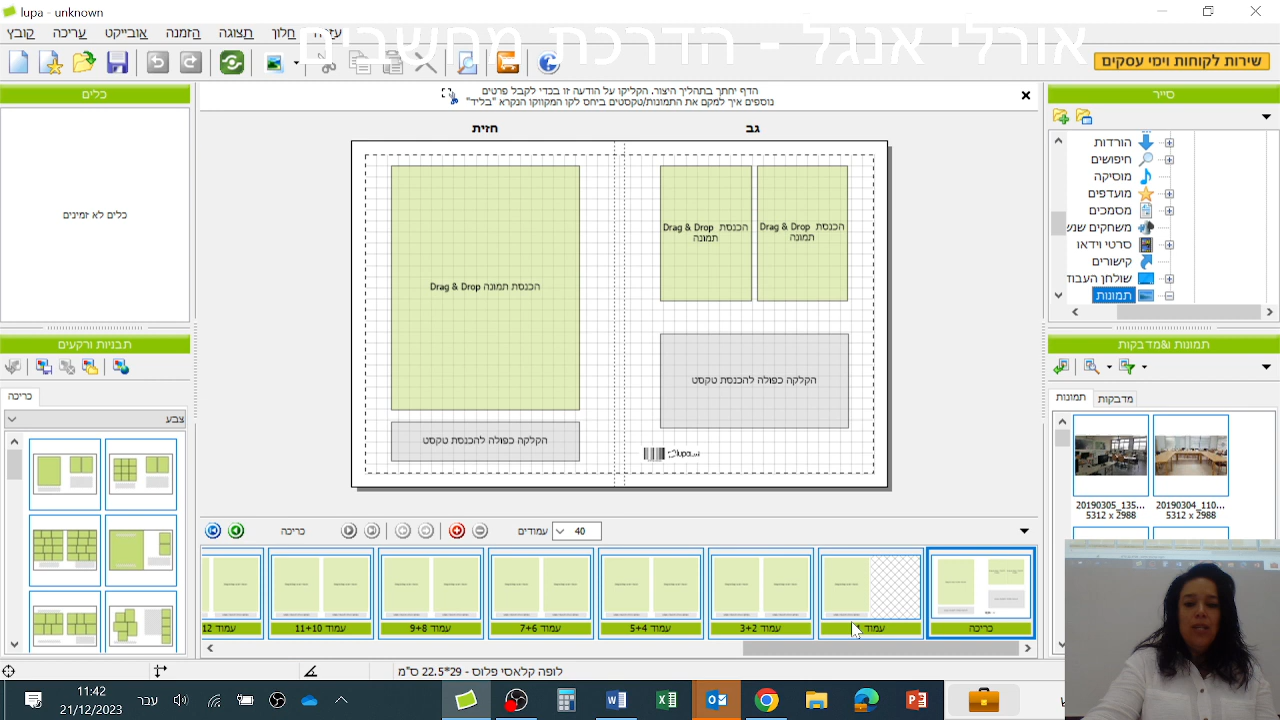 lupa - unknown
אורלי אנגל - הדרכת מחשבים
קובץ עריכה אובייקט תצוגה הזמנה חלון
שירות לקוחות וימי עסקים
כלים
כלים לא זמינים
הדף יחתך בתהליך היצור. הקליקו על הודעה זו בכדי לקבל פרטים
נוספים איך למקם את התמונות/טקסטים ביחס לקו המקווקו הנקרא "בליד"
חזית
גב
הכנסת תמונה Drag & Drop
הכנסת Drag & Drop
תמונה
הכנסת Drag & Drop
תמונה
הקלקה כפולה להכנסת טקסט
הקלקה כפולה להכנסת טקסט
lupa
סייר
הורדות
חיפושים
מוסיקה
מועדפים
מסמכים
סרטי וידאו
קישורים
שולחן העבוד
תמונות
תבניות ורקעים
כריכה
צבע
תמונות &מדבקות
תמונות
מדבקות
20190305_135...
5312 x 2988
20190304_110...
5312 x 2988
כריכה
עמודים
40
עמוד 12
עמוד 10+11
עמוד 8+9
עמוד 6+7
עמוד 4+5
עמוד 2+3
עמוד
כריכה
לופה קלאסי פלוס - 29*22.5 ס"מ
11:42
21/12/2023